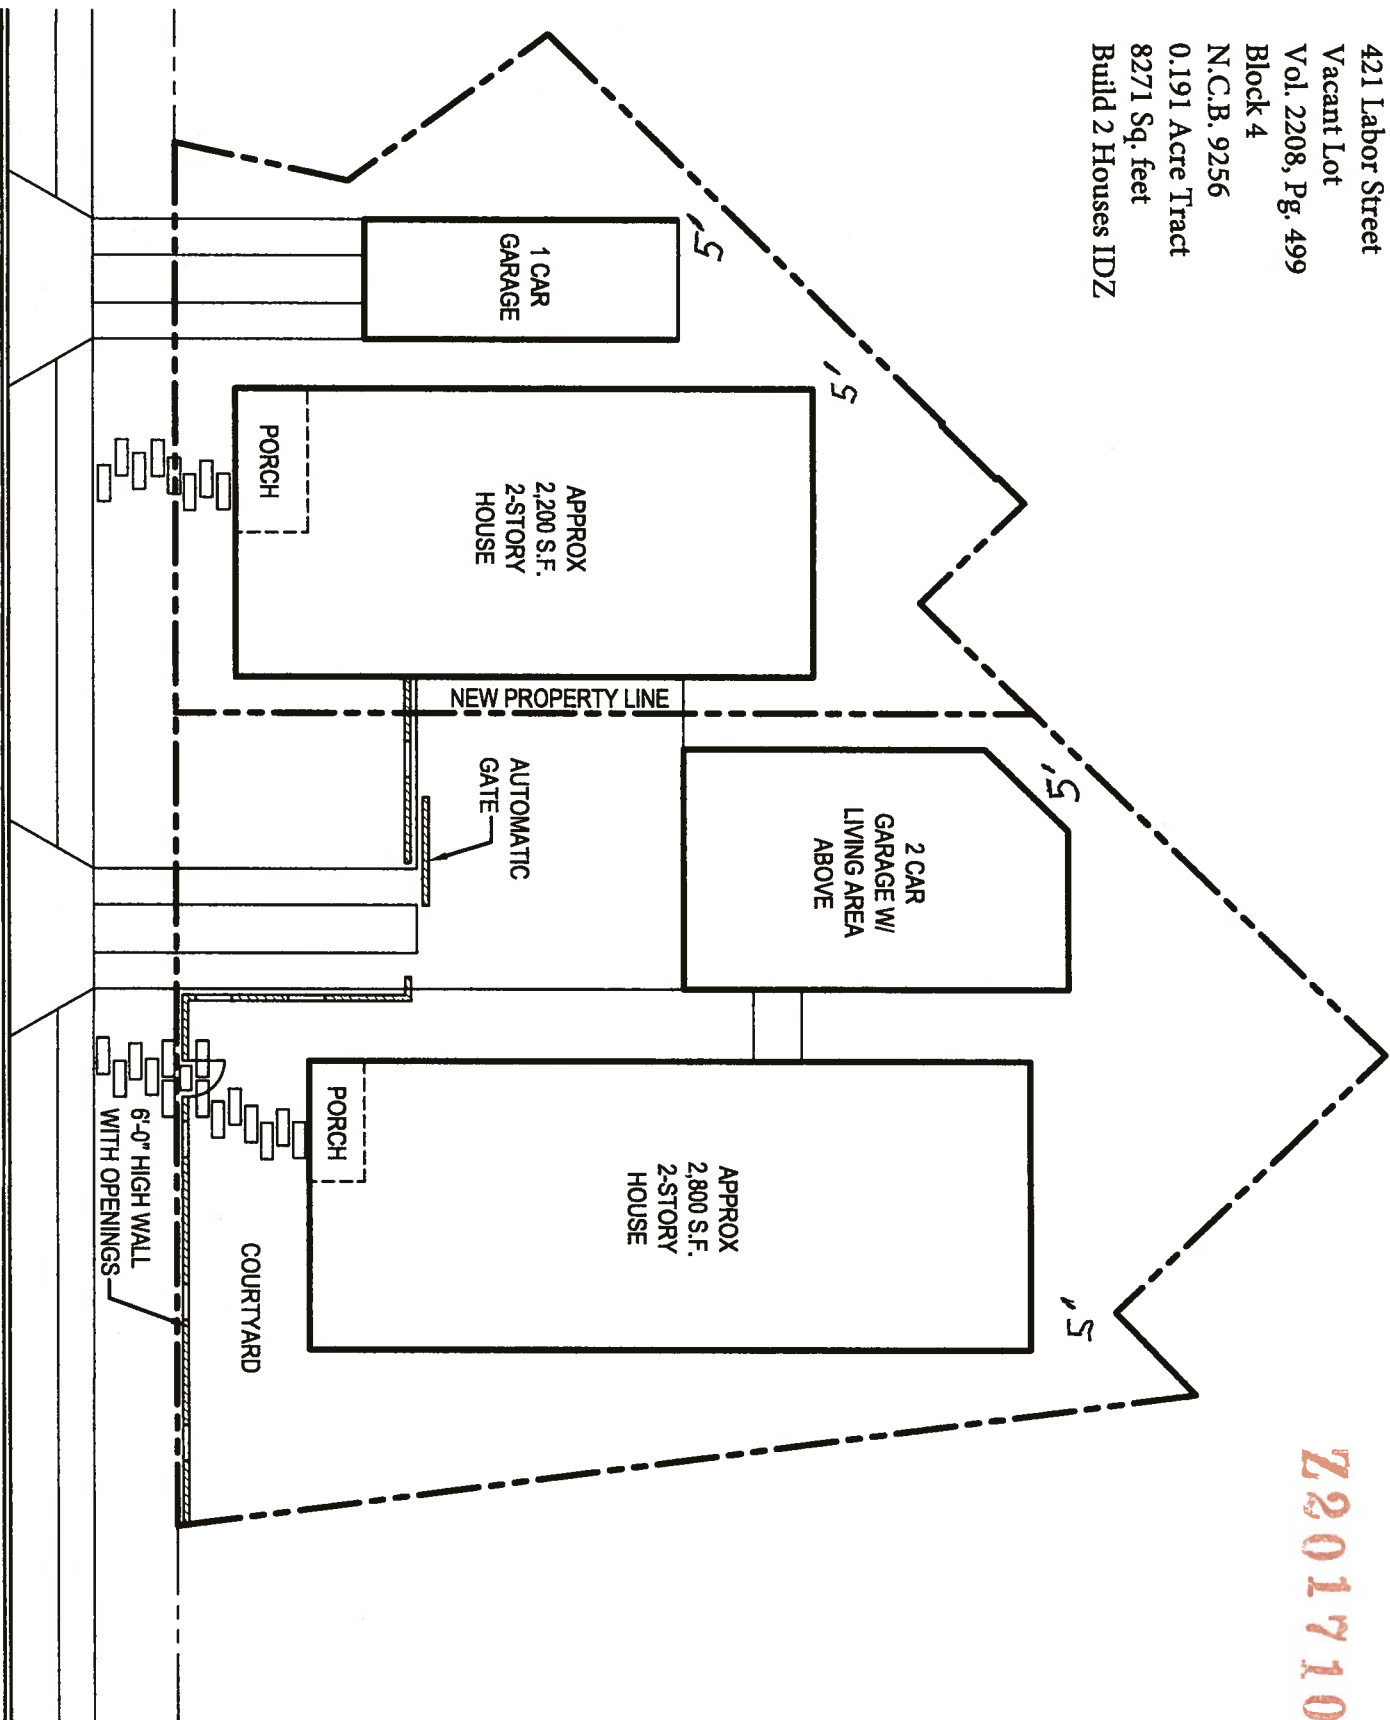 421 Labor Street
Vacant Lot
Vol. 2208, Pg. 499
Block 4
N.C.B. 9256
0.191 Acre Tract
8271 Sq. feet
Build 2 Houses IDZ
Z201710
5'
5'
5'
5'
1 CAR
GARAGE
PORCH
APPROX
2,200 S.F.
2-STORY
HOUSE
NEW PROPERTY LINE
AUTOMATIC
GATE
2 CAR
GARAGE W/
LIVING AREA
ABOVE
PORCH
APPROX
2,800 S.F.
2-STORY
HOUSE
COURTYARD
6'-0" HIGH WALL
WITH OPENINGS